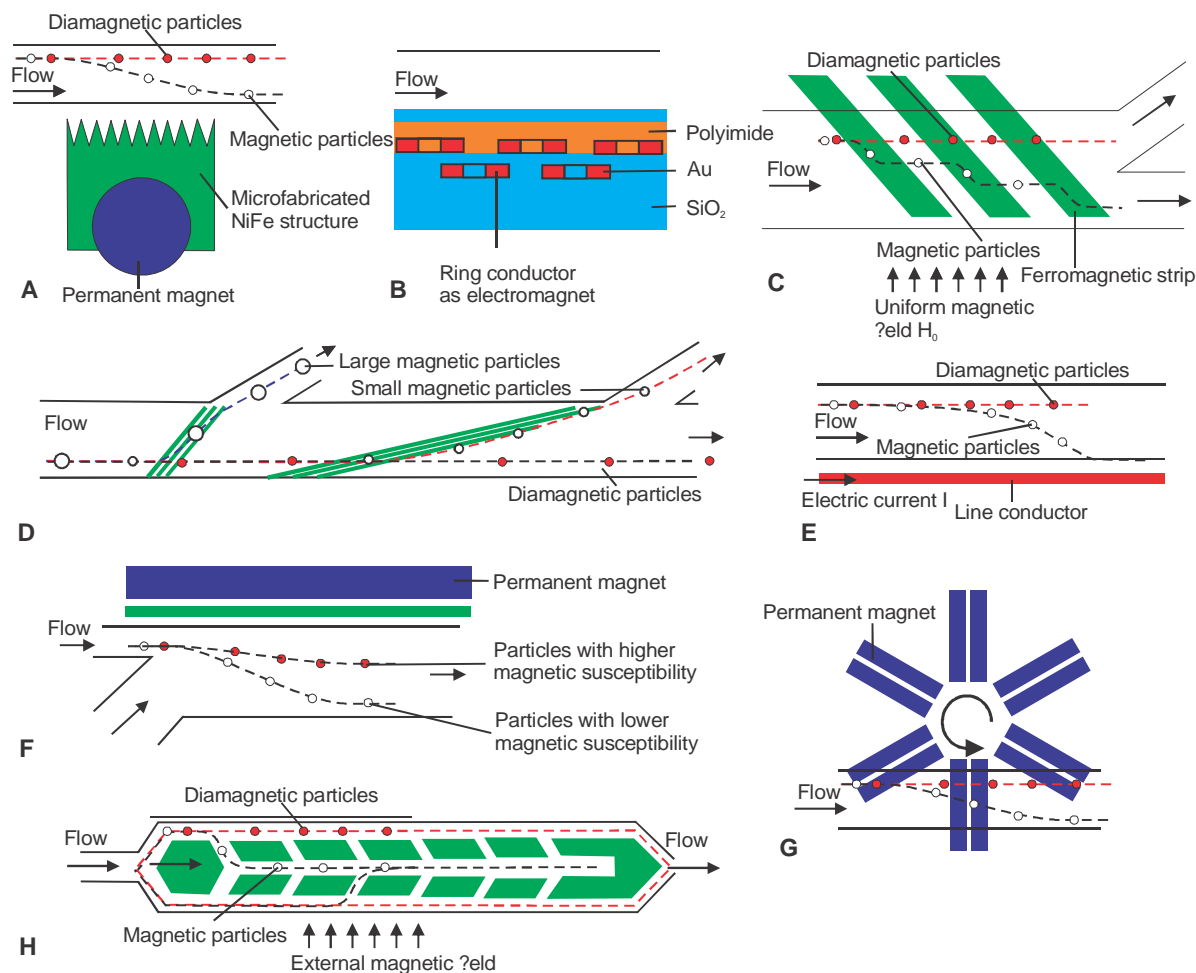 Diamagnetic particles
Flow
Magnetic particles
Microfabricated
NiFe structure
Permanent magnet
A
Flow
Polyimide
Au
SiO₂
Ring conductor
as electromagnet
B
Diamagnetic particles
Flow
Magnetic particles
Ferromagnetic strip
Uniform magnetic
?eld H₀
C
Large magnetic particles
Small magnetic particles
Flow
Diamagnetic particles
D
Diamagnetic particles
Flow
Magnetic particles
Electric current I
Line conductor
E
Permanent magnet
Flow
Particles with higher
magnetic susceptibility
Particles with lower
magnetic susceptibility
F
Permanent magnet
Flow
G
Diamagnetic particles
Flow
Flow
Magnetic particles
External magnetic ?eld
H